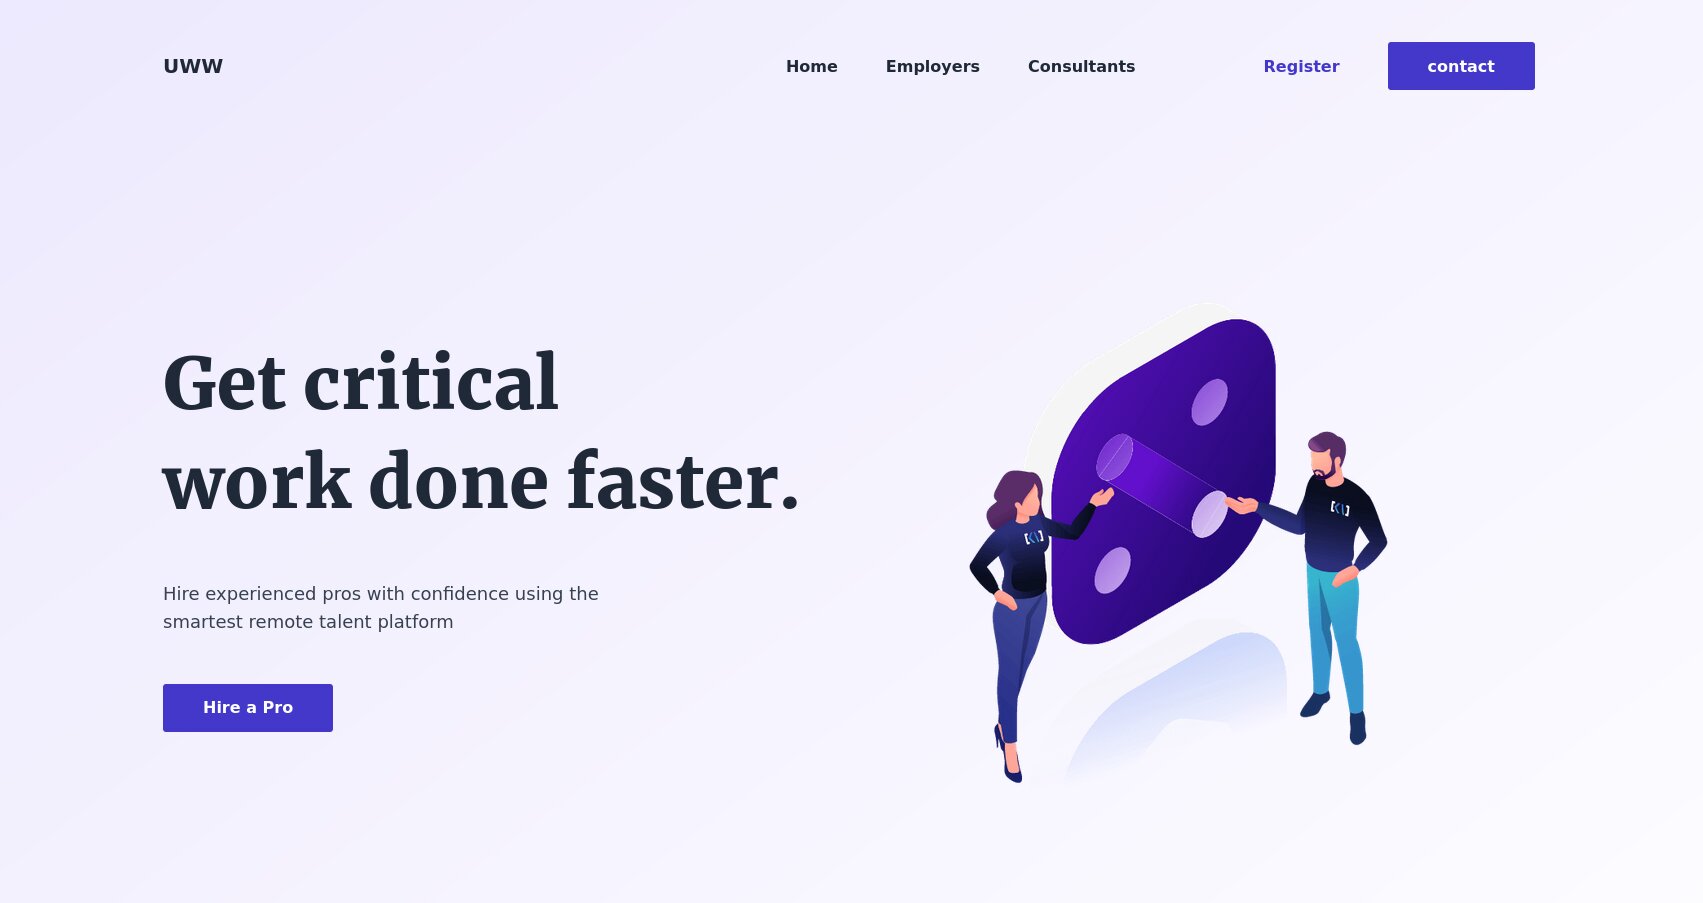 UWW
Home
Employers
Consultants
Register
contact
Get critical
work done faster.
Hire experienced pros with confidence using the
smartest remote talent platform
Hire a Pro